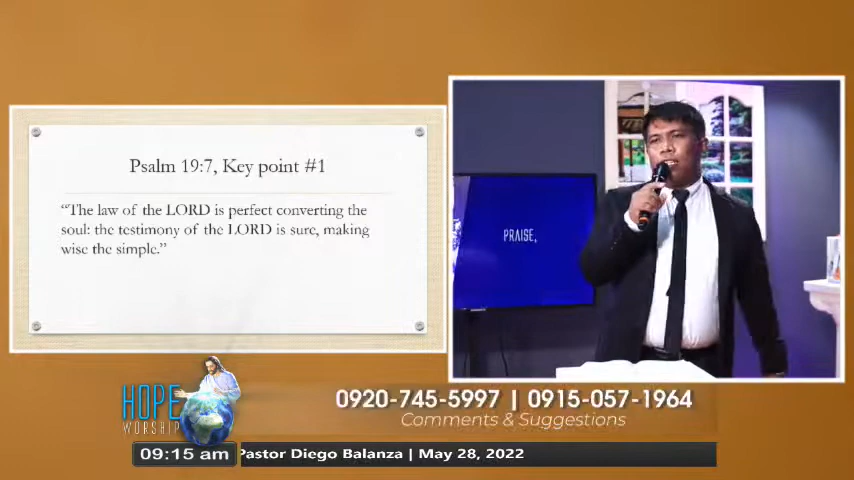 Psalm 19:7, Key point #1
“The law of the LORD is perfect converting the
soul: the testimony of the LORD is sure, making
wise the simple.”
PRAISE,
HOPE
WORSHIP
0920-745-5997 | 0915-057-1964
Comments & Suggestions
09:15 am
Pastor Diego Balanza | May 28, 2022